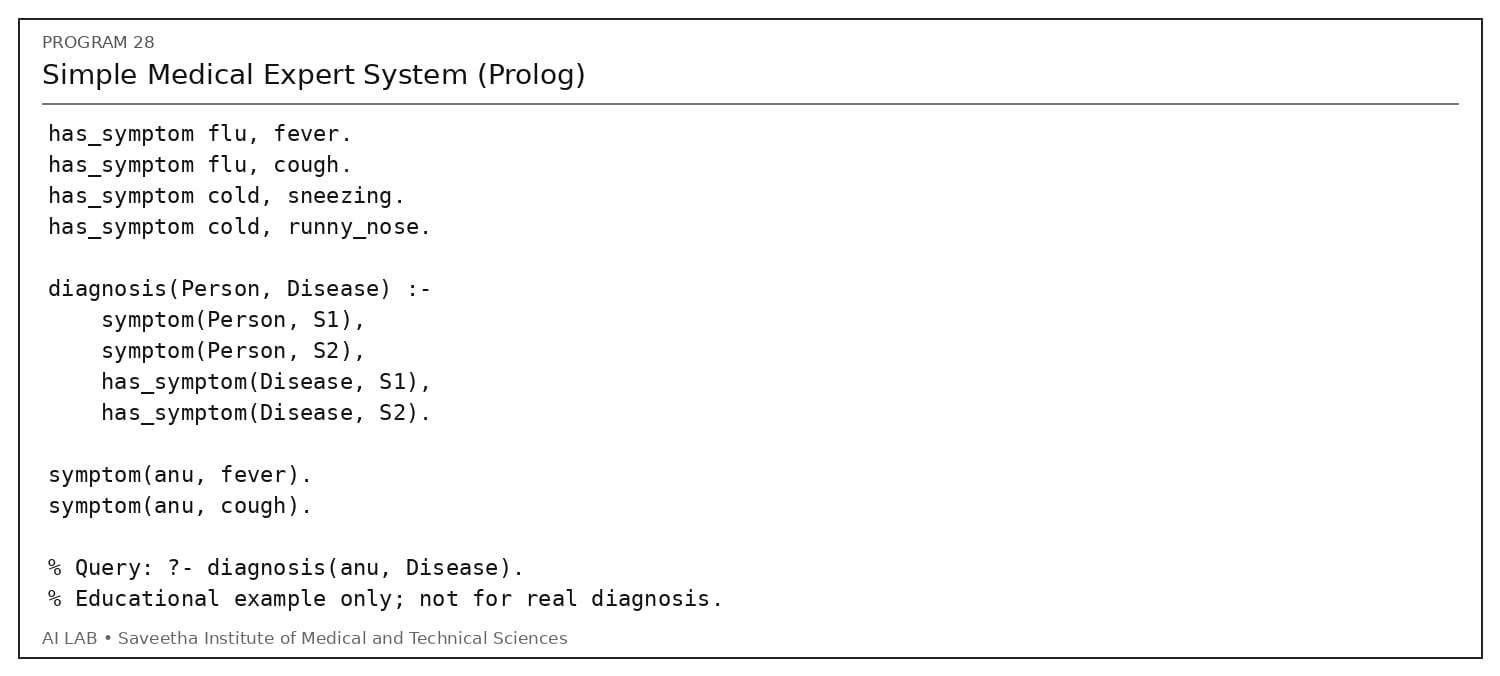 PROGRAM 28
Simple Medical Expert System (Prolog)
has_symptom flu, fever.
has_symptom flu, cough.
has_symptom cold, sneezing.
has_symptom cold, runny_nose.
diagnosis(Person, Disease) :-
    symptom(Person, S1),
    symptom(Person, S2),
    has_symptom(Disease, S1),
    has_symptom(Disease, S2).
symptom(anu, fever).
symptom(anu, cough).
% Query: ?- diagnosis(anu, Disease).
% Educational example only; not for real diagnosis.
AI LAB • Saveetha Institute of Medical and Technical Sciences